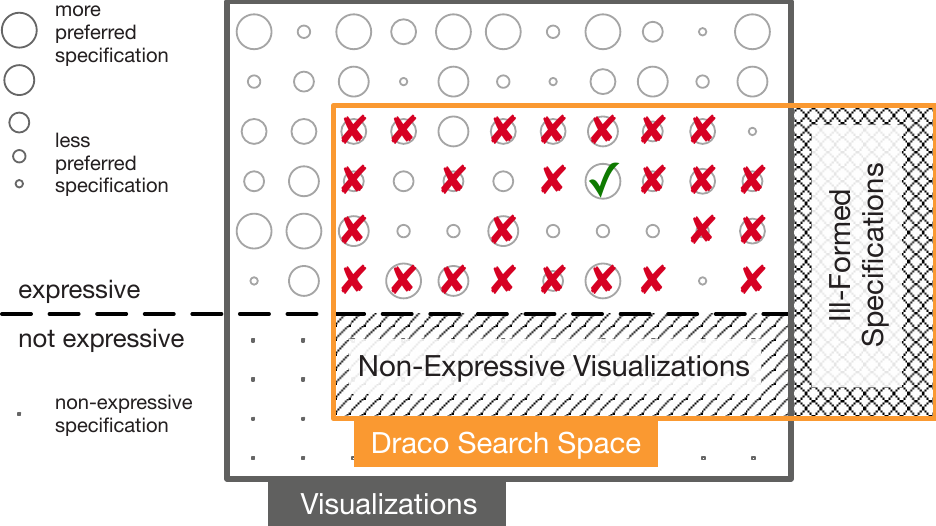 more
preferred
specification
less
preferred
specification
expressive
not expressive
non-expressive
specification
Non-Expressive Visualizations
Ill-Formed
Specifications
Draco Search Space
Visualizations